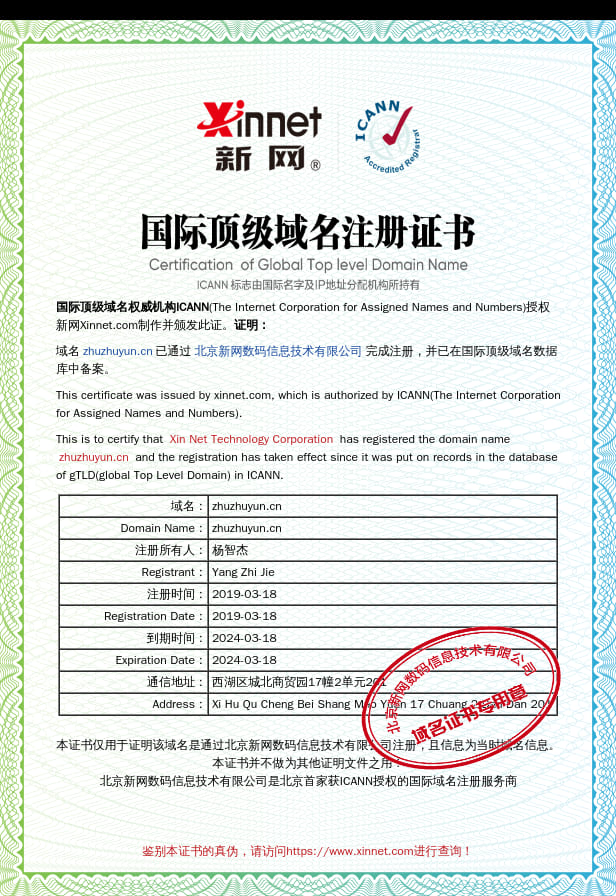 Xinnet
新网®
ICANN
Accredited Registrar
国际顶级域名注册证书
Certification of Global Top level Domain Name
ICANN 标志由国际名字及IP地址分配机构所持有
国际顶级域名权威机构ICANN(The Internet Corporation for Assigned Names and Numbers)授权
新网Xinnet.com制作并颁发此证。证明：
域名 zhuzhuyun.cn 已通过 北京新网数码信息技术有限公司 完成注册，并已在国际顶级域名数据
库中备案。
This certificate was issued by xinnet.com, which is authorized by ICANN(The Internet Corporation
for Assigned Names and Numbers).
This is to certify that Xin Net Technology Corporation has registered the domain name
zhuzhuyun.cn and the registration has taken effect since it was put on records in the database
of gTLD(global Top Level Domain) in ICANN.
域名： zhuzhuyun.cn
Domain Name： zhuzhuyun.cn
注册所有人： 杨智杰
Registrant： Yang Zhi Jie
注册时间： 2019-03-18
Registration Date： 2019-03-18
到期时间： 2024-03-18
Expiration Date： 2024-03-18
通信地址： 西湖区城北商贸园17幢2单元201
Address： Xi Hu Qu Cheng Bei Shang Mao Yuan 17 Chuang 2 Dan 201
北京新网数码信息技术有限公司
域名证书专用章
本证书仅用于证明该域名是通过北京新网数码信息技术有限公司注册，且信息为当时域名信息。
本证书并不做为其他证明文件之用！
北京新网数码信息技术有限公司是北京首家获ICANN授权的国际域名注册服务商
鉴别本证书的真伪，请访问https://www.xinnet.com进行查询！